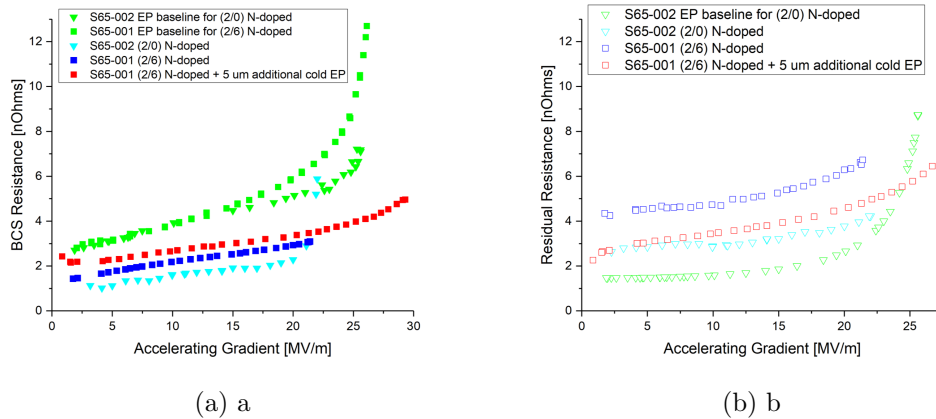 S65-002 EP baseline for (2/0) N-doped
S65-001 EP baseline for (2/6) N-doped
S65-002 (2/0) N-doped
S65-001 (2/6) N-doped
S65-001 (2/6) N-doped + 5 um additional cold EP
BCS Resistance [nOhms]
12
10
8
6
4
2
0
0 5 10 15 20 25 30
Accelerating Gradient [MV/m]
(a) a
S65-002 EP baseline for (2/0) N-doped
S65-002 (2/0) N-doped
S65-001 (2/6) N-doped
S65-001 (2/6) N-doped + 5 um additional cold EP
Residual Resistance [nOhms]
12
10
8
6
4
2
0
0 5 10 15 20 25
Accelerating Gradient [MV/m]
(b) b